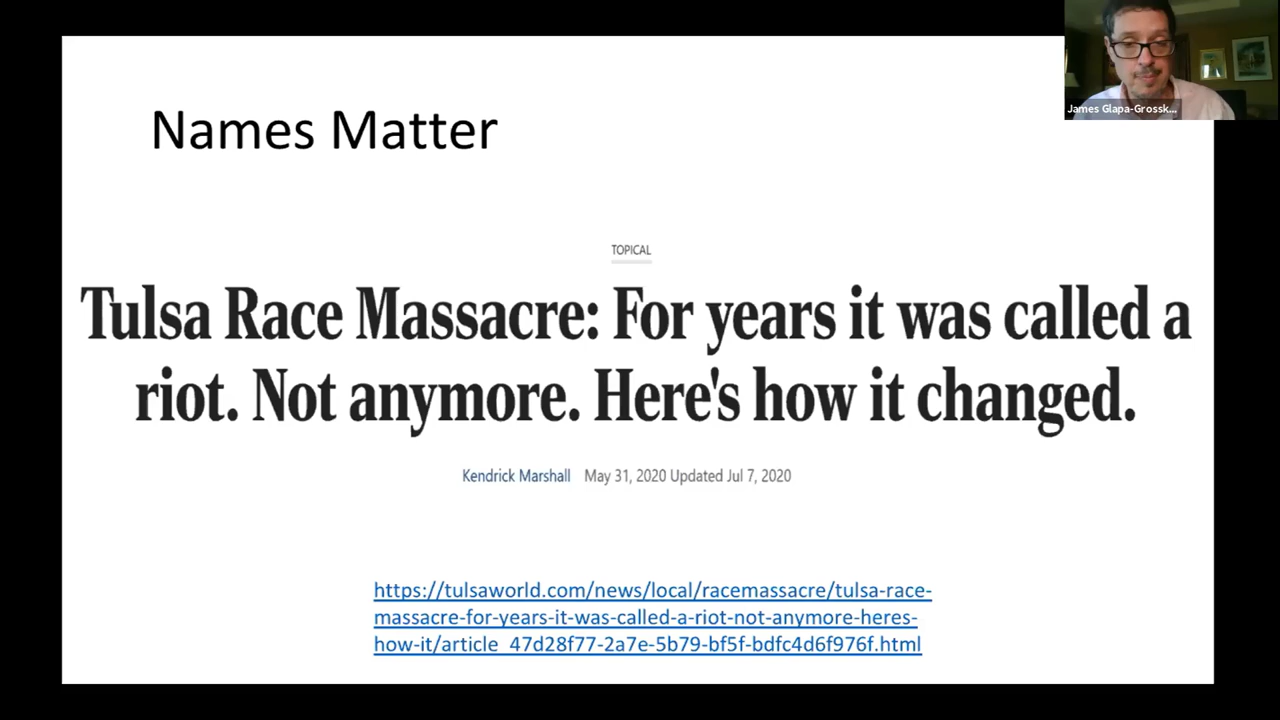 James Glapa-Grossk...
Names Matter
TOPICAL
Tulsa Race Massacre: For years it was called a
riot. Not anymore. Here's how it changed.
Kendrick Marshall May 31, 2020 Updated Jul 7, 2020
https://tulsaworld.com/news/local/racemassacre/tulsa-race-
massacre-for-years-it-was-called-a-riot-not-anymore-heres-
how-it/article_47d28f77-2a7e-5b79-bf5f-bdfc4d6f976f.html